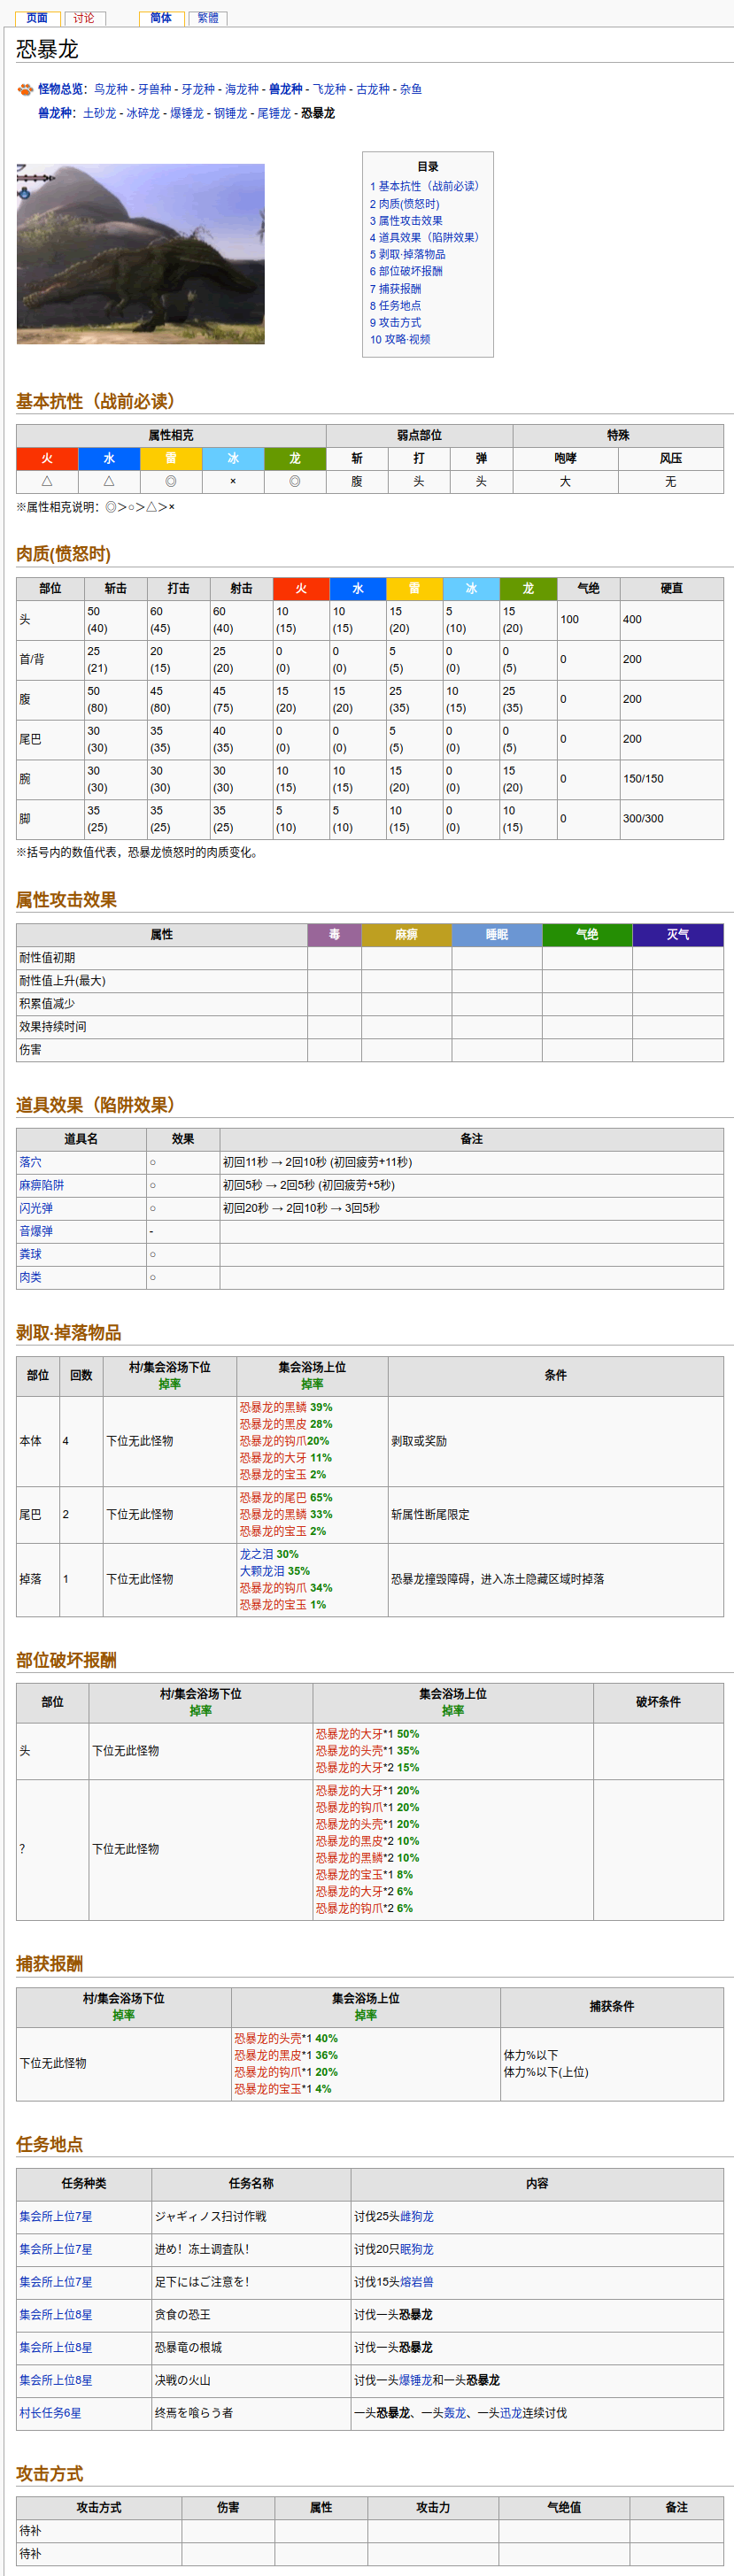 页面 讨论 简体 繁體
恐暴龙
怪物总览：鸟龙种 - 牙兽种 - 牙龙种 - 海龙种 - 兽龙种 - 飞龙种 - 古龙种 - 杂鱼
兽龙种：土砂龙 - 冰碎龙 - 爆锤龙 - 钢锤龙 - 尾锤龙 - 恐暴龙
目录
1 基本抗性（战前必读）
2 肉质(愤怒时)
3 属性攻击效果
4 道具效果（陷阱效果）
5 剥取·掉落物品
6 部位破坏报酬
7 捕获报酬
8 任务地点
9 攻击方式
10 攻略·视频
基本抗性（战前必读）
属性相克 弱点部位 特殊
火 水 雷 冰 龙 斩 打 弹 咆哮 风压
△ △ ◎ × ◎ 腹 头 头 大 无
※属性相克说明：◎＞○＞△＞×
肉质(愤怒时)
部位 斩击 打击 射击 火 水 雷 冰 龙 气绝 硬直
头 50 60 60 10 10 15 5 15 100 400
(40) (45) (40) (15) (15) (20) (10) (20)
首/背 25 20 25 0 0 5 0 0 0 200
(21) (15) (20) (0) (0) (5) (0) (5)
腹 50 45 45 15 15 25 10 25 0 200
(80) (80) (75) (20) (20) (35) (15) (35)
尾巴 30 35 40 0 0 5 0 0 0 200
(30) (35) (35) (0) (0) (5) (0) (5)
腕 30 30 30 10 10 15 0 15 0 150/150
(30) (30) (30) (15) (15) (20) (0) (20)
脚 35 35 35 5 5 10 0 10 0 300/300
(25) (25) (25) (10) (10) (15) (0) (15)
※括号内的数值代表，恐暴龙愤怒时的肉质变化。
属性攻击效果
属性 毒 麻痹 睡眠 气绝 灭气
耐性值初期
耐性值上升(最大)
积累值减少
效果持续时间
伤害
道具效果（陷阱效果）
道具名 效果 备注
落穴 ○ 初回11秒 → 2回10秒 (初回疲劳+11秒)
麻痹陷阱 ○ 初回5秒 → 2回5秒 (初回疲劳+5秒)
闪光弹 ○ 初回20秒 → 2回10秒 → 3回5秒
音爆弹 -
粪球 ○
肉类 ○
剥取·掉落物品
部位 回数 村/集会浴场下位 集会浴场上位 条件
掉率 掉率
本体 4 下位无此怪物 恐暴龙的黑鳞 39% 剥取或奖励
恐暴龙的黑皮 28%
恐暴龙的钩爪20%
恐暴龙的大牙 11%
恐暴龙的宝玉 2%
尾巴 2 下位无此怪物 恐暴龙的尾巴 65% 斩属性断尾限定
恐暴龙的黑鳞 33%
恐暴龙的宝玉 2%
掉落 1 下位无此怪物 龙之泪 30% 恐暴龙撞毁障碍，进入冻土隐藏区域时掉落
大颗龙泪 35%
恐暴龙的钩爪 34%
恐暴龙的宝玉 1%
部位破坏报酬
部位 村/集会浴场下位 集会浴场上位 破坏条件
掉率 掉率
头 下位无此怪物 恐暴龙的大牙*1 50%
恐暴龙的头壳*1 35%
恐暴龙的大牙*2 15%
？ 下位无此怪物 恐暴龙的大牙*1 20%
恐暴龙的钩爪*1 20%
恐暴龙的头壳*1 20%
恐暴龙的黑皮*2 10%
恐暴龙的黑鳞*2 10%
恐暴龙的宝玉*1 8%
恐暴龙的大牙*2 6%
恐暴龙的钩爪*2 6%
捕获报酬
村/集会浴场下位 集会浴场上位 捕获条件
掉率 掉率
下位无此怪物 恐暴龙的头壳*1 40% 体力%以下
恐暴龙的黑皮*1 36% 体力%以下(上位)
恐暴龙的钩爪*1 20%
恐暴龙的宝玉*1 4%
任务地点
任务种类 任务名称 内容
集会所上位7星 ジャギィノス扫讨作戦 讨伐25头雌狗龙
集会所上位7星 进め！冻土调査队！ 讨伐20只眠狗龙
集会所上位7星 足下にはご注意を！ 讨伐15头熔岩兽
集会所上位8星 贪食の恐王 讨伐一头恐暴龙
集会所上位8星 恐暴竜の根城 讨伐一头恐暴龙
集会所上位8星 决戦の火山 讨伐一头爆锤龙和一头恐暴龙
村长任务6星 终焉を喰らう者 一头恐暴龙、一头轰龙、一头迅龙连续讨伐
攻击方式
攻击方式 伤害 属性 攻击力 气绝值 备注
待补
待补